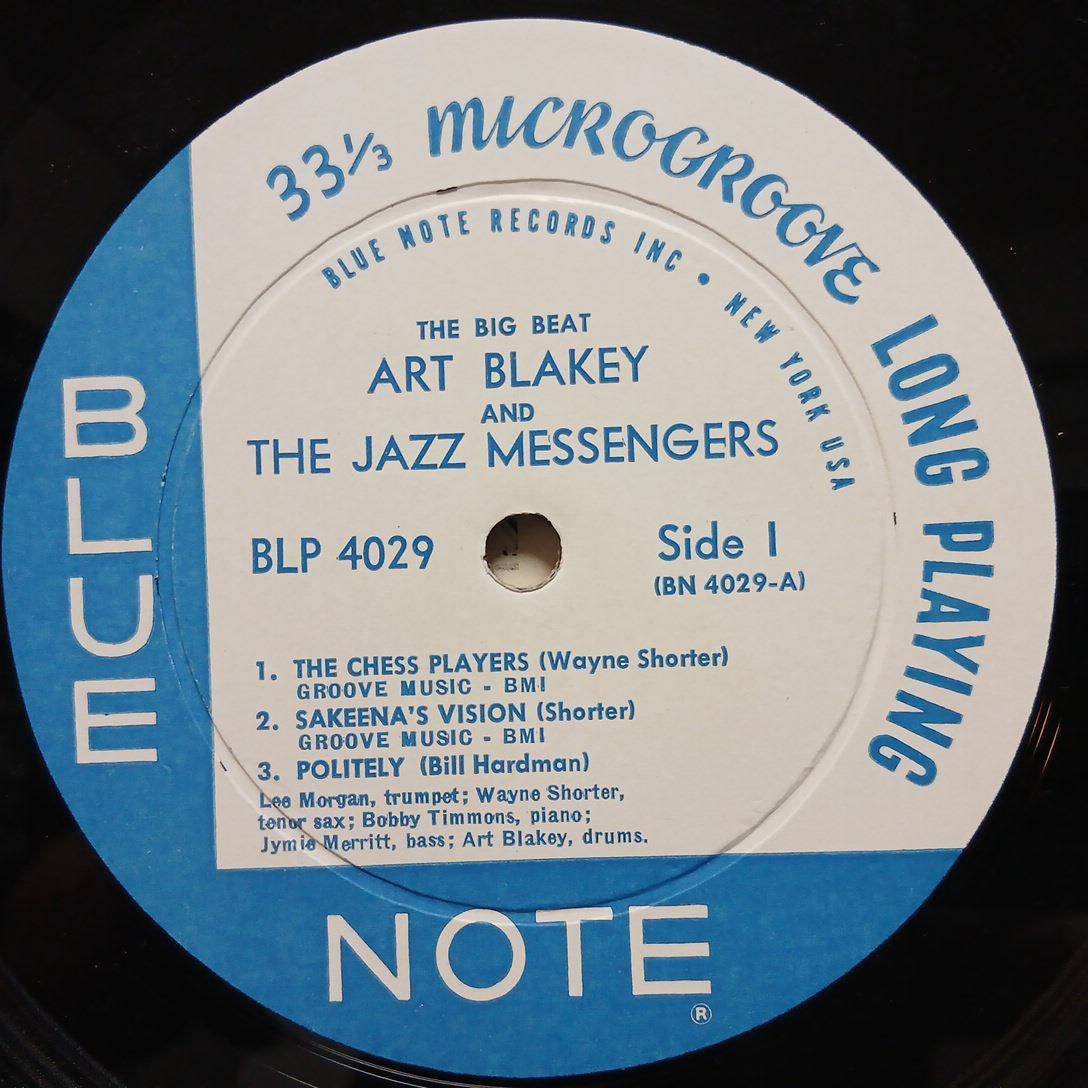 33⅓ MICROGROOVE LONG PLAYING
BLUE NOTE RECORDS INC • NEW YORK USA
THE BIG BEAT
ART BLAKEY
AND
THE JAZZ MESSENGERS
BLP 4029
Side 1
(BN 4029-A)
1. THE CHESS PLAYERS (Wayne Shorter)
GROOVE MUSIC - BMI
2. SAKEENA'S VISION (Shorter)
GROOVE MUSIC - BMI
3. POLITELY (Bill Hardman)
Lee Morgan, trumpet; Wayne Shorter,
tenor sax; Bobby Timmons, piano;
Jymie Merritt, bass; Art Blakey, drums.
BLUE
NOTE
®